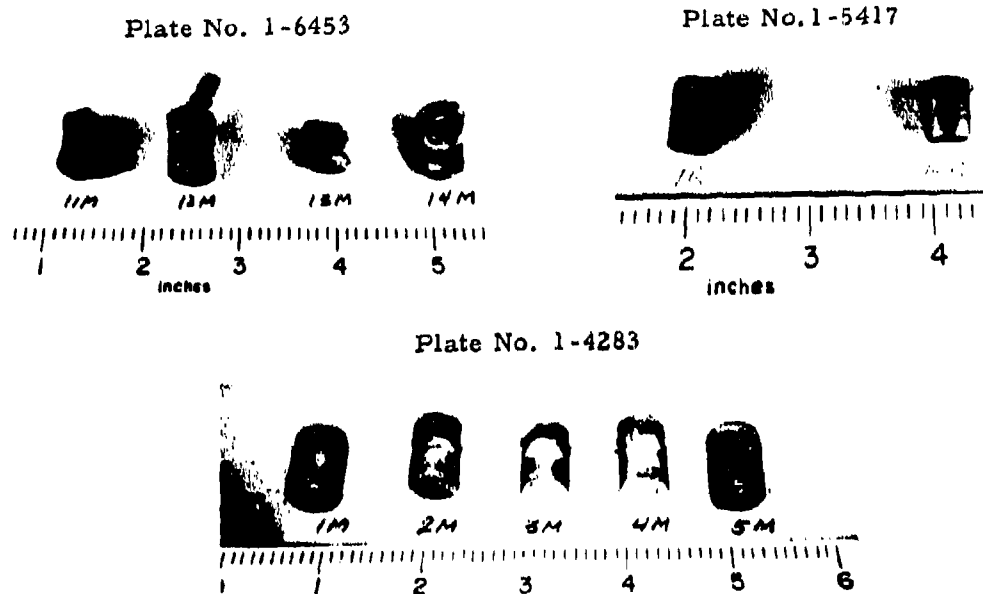 Plate No. 1-6453
11M 12M 13M 14M
1 2 3 4 5
inches
Plate No. 1-5417
2 3 4
inches
Plate No. 1-4283
1M 2M 3M 4M 5M
1 2 3 4 5 6